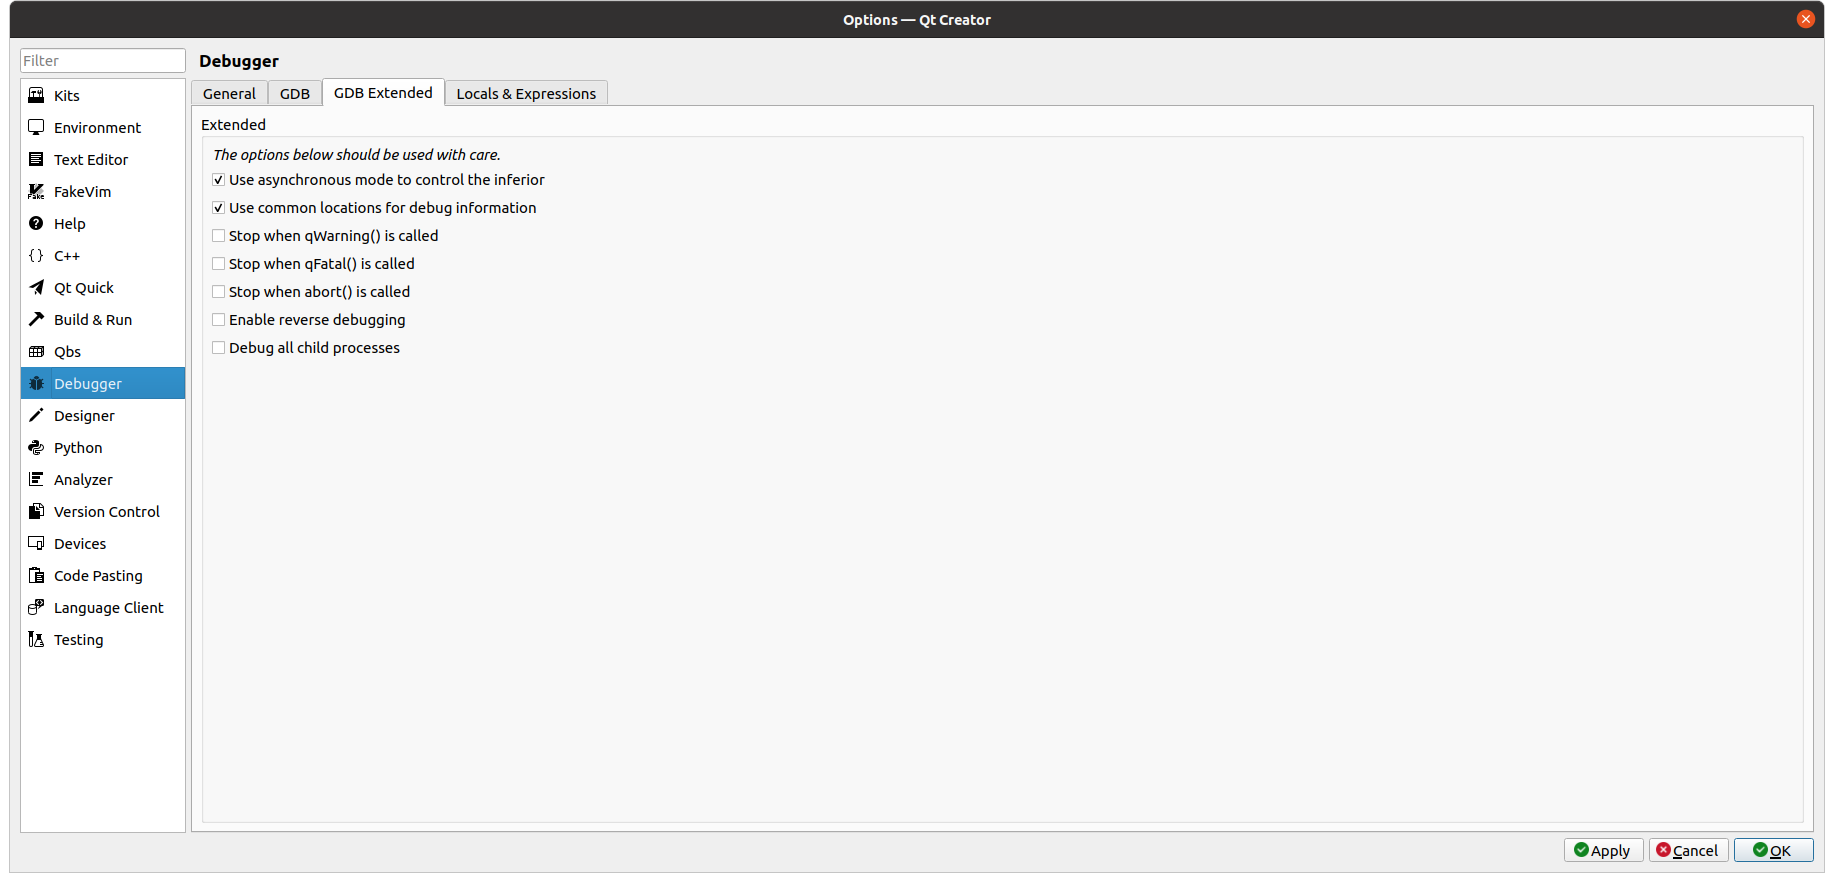 Options — Qt Creator
Filter
Debugger
Kits
Environment
Text Editor
FakeVim
Help
C++
Qt Quick
Build & Run
Qbs
Debugger
Designer
Python
Analyzer
Version Control
Devices
Code Pasting
Language Client
Testing
General
GDB
GDB Extended
Locals & Expressions
Extended
The options below should be used with care.
Use asynchronous mode to control the inferior
Use common locations for debug information
Stop when qWarning() is called
Stop when qFatal() is called
Stop when abort() is called
Enable reverse debugging
Debug all child processes
Apply
Cancel
OK